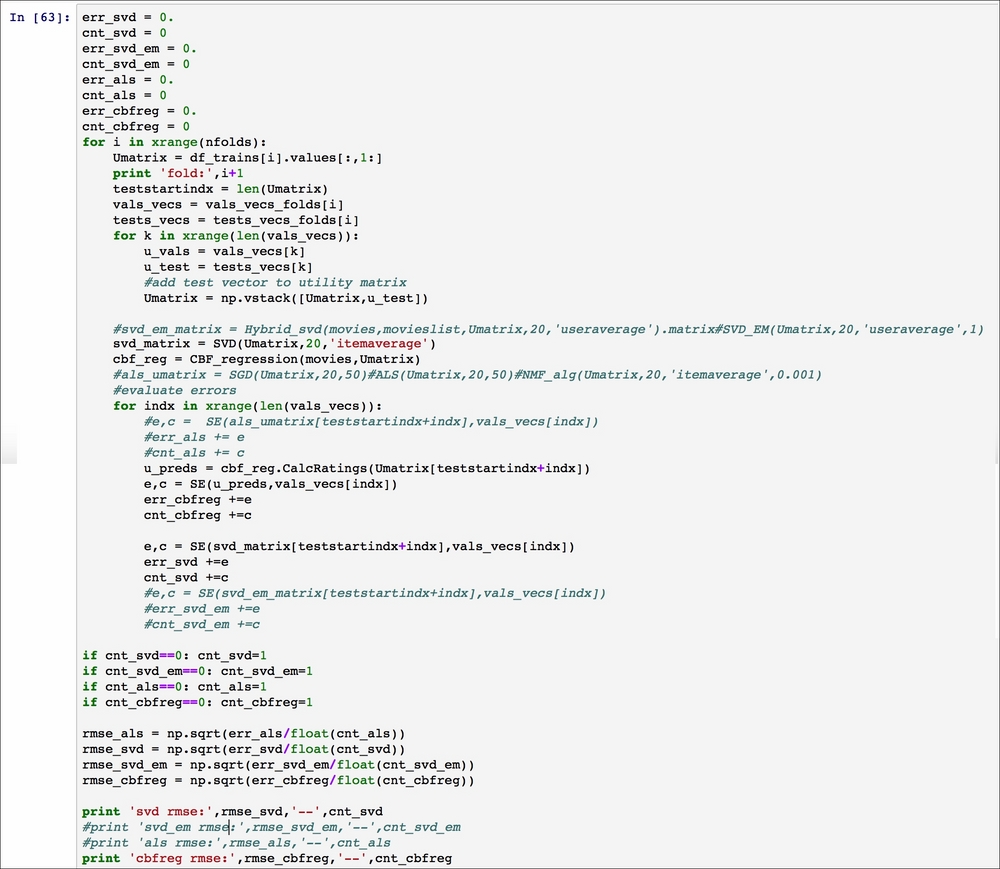 In [63]: err_svd = 0.
cnt_svd = 0
err_svd_em = 0.
cnt_svd_em = 0
err_als = 0.
cnt_als = 0
err_cbfreg = 0.
cnt_cbfreg = 0
for i in xrange(nfolds):
    Umatrix = df_trains[i].values[:,1:]
    print 'fold:',i+1
    teststartindx = len(Umatrix)
    vals_vecs = vals_vecs_folds[i]
    tests_vecs = tests_vecs_folds[i]
    for k in xrange(len(vals_vecs)):
        u_vals = vals_vecs[k]
        u_test = tests_vecs[k]
        #add test vector to utility matrix
        Umatrix = np.vstack([Umatrix,u_test])

    #svd_em_matrix = Hybrid_svd(movies,movieslist,Umatrix,20,'useraverage').matrix#SVD_EM(Umatrix,20,'useraverage',1)
    svd_matrix = SVD(Umatrix,20,'itemaverage')
    cbf_reg = CBF_regression(movies,Umatrix)
    #als_umatrix = SGD(Umatrix,20,50)#ALS(Umatrix,20,50)#NMF_alg(Umatrix,20,'itemaverage',0.001)
    #evaluate errors
    for indx in xrange(len(vals_vecs)):
        #e,c =  SE(als_umatrix[teststartindx+indx],vals_vecs[indx])
        #err_als += e
        #cnt_als += c
        u_preds = cbf_reg.CalcRatings(Umatrix[teststartindx+indx])
        e,c = SE(u_preds,vals_vecs[indx])
        err_cbfreg +=e
        cnt_cbfreg +=c

        e,c = SE(svd_matrix[teststartindx+indx],vals_vecs[indx])
        err_svd +=e
        cnt_svd +=c
        #e,c = SE(svd_em_matrix[teststartindx+indx],vals_vecs[indx])
        #err_svd_em +=e
        #cnt_svd_em +=c

if cnt_svd==0: cnt_svd=1
if cnt_svd_em==0: cnt_svd_em=1
if cnt_als==0: cnt_als=1
if cnt_cbfreg==0: cnt_cbfreg=1

rmse_als = np.sqrt(err_als/float(cnt_als))
rmse_svd = np.sqrt(err_svd/float(cnt_svd))
rmse_svd_em = np.sqrt(err_svd_em/float(cnt_svd_em))
rmse_cbfreg = np.sqrt(err_cbfreg/float(cnt_cbfreg))

print 'svd rmse:',rmse_svd,'--',cnt_svd
#print 'svd_em rmse:',rmse_svd_em,'--',cnt_svd_em
#print 'als rmse:',rmse_als,'--',cnt_als
print 'cbfreg rmse:',rmse_cbfreg,'--',cnt_cbfreg